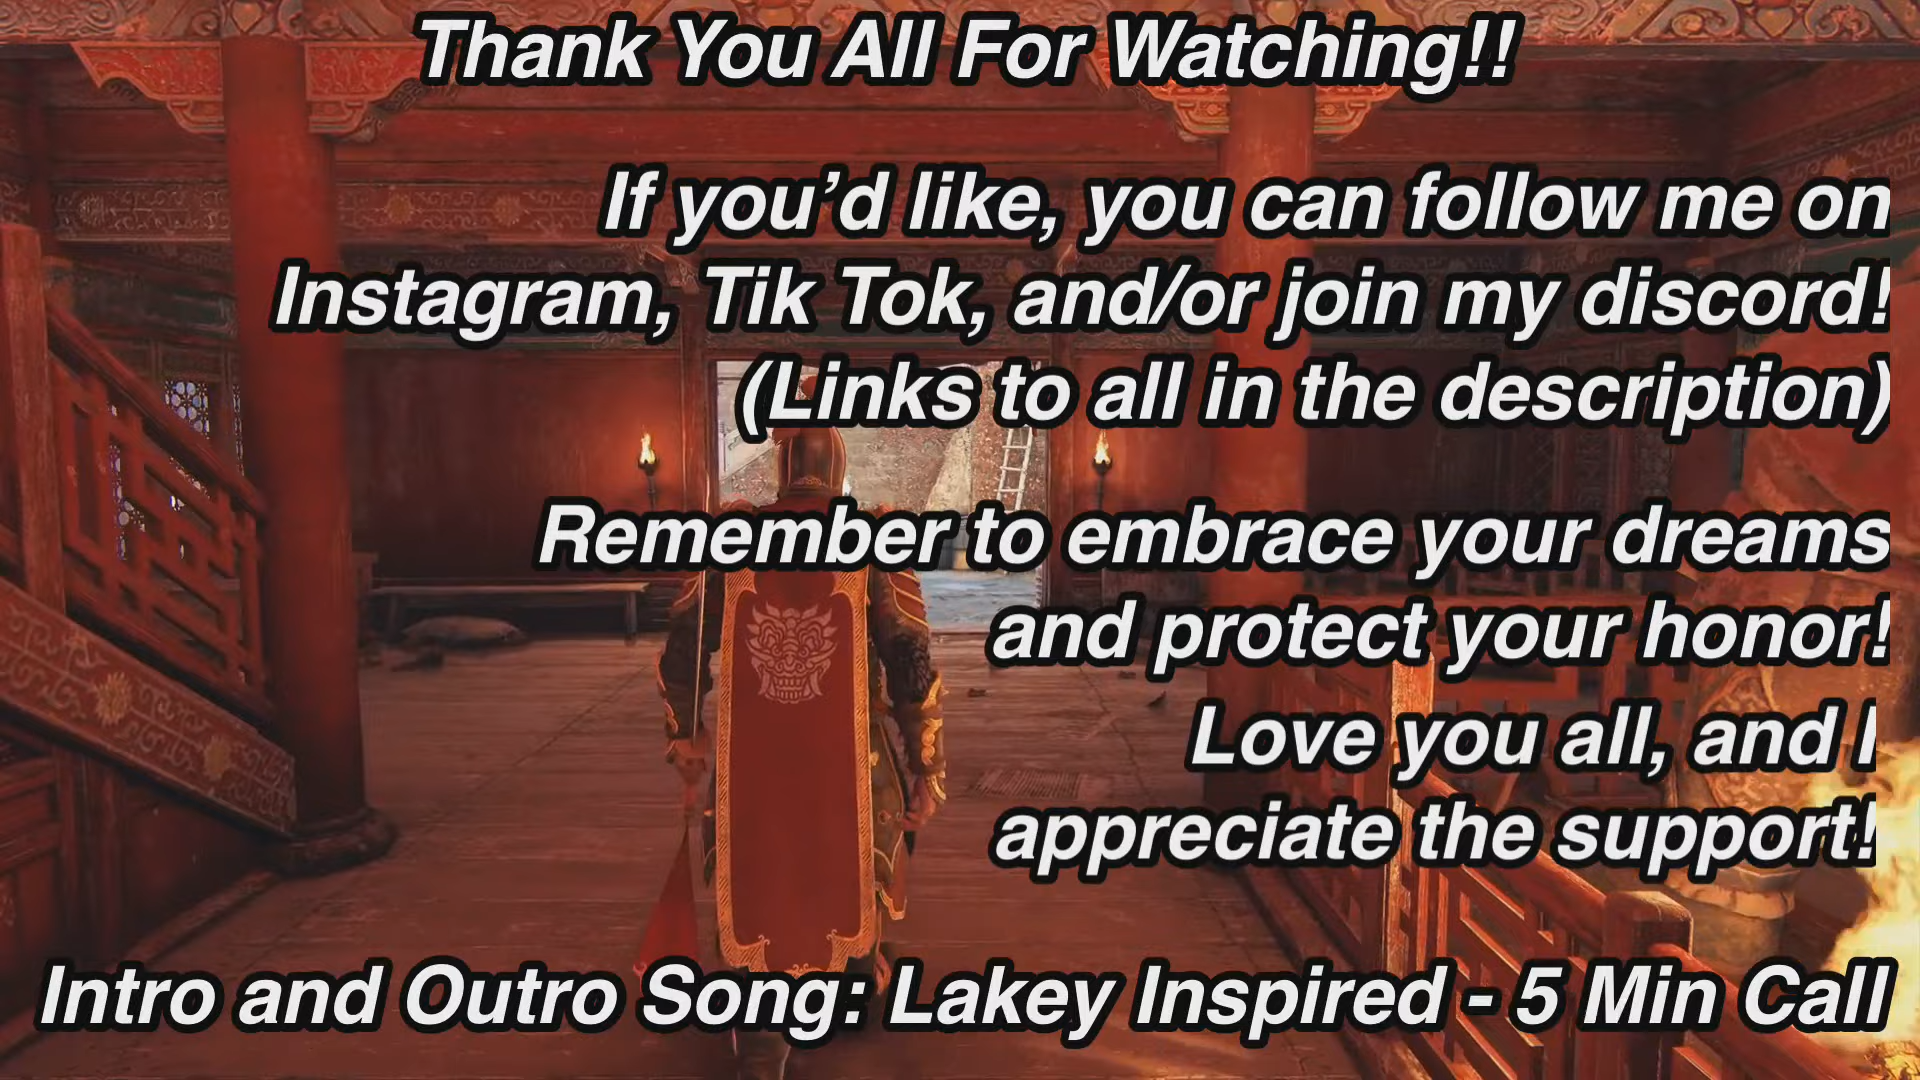 Thank You All For Watching!!
If you’d like, you can follow me on
Instagram, Tik Tok, and/or join my discord!
(Links to all in the description)
Remember to embrace your dreams
and protect your honor!
Love you all, and I
appreciate the support!
Intro and Outro Song: Lakey Inspired - 5 Min Call